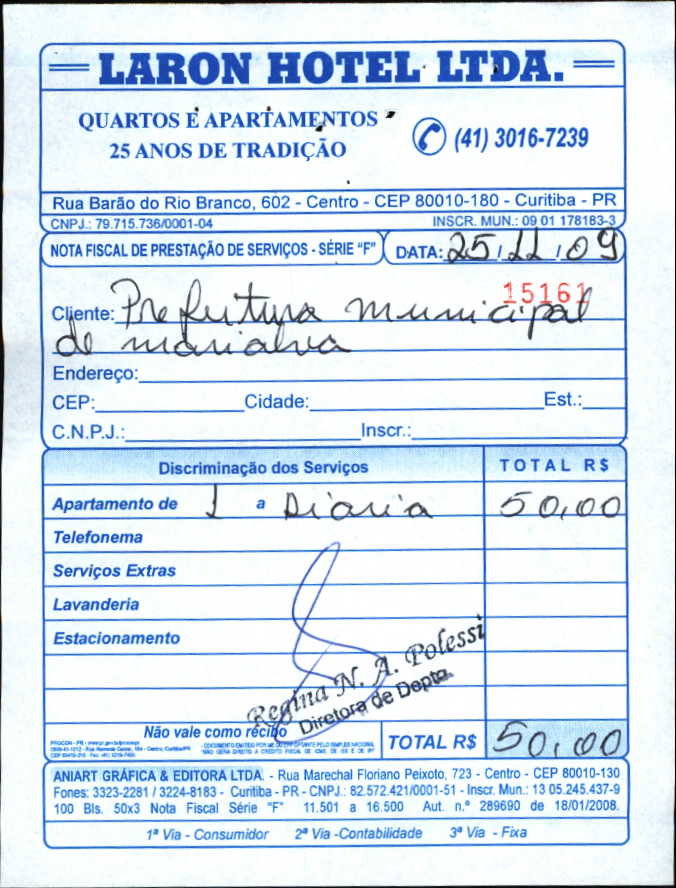 LARON HOTEL LTDA.
QUARTOS E APARTAMENTOS
25 ANOS DE TRADIÇÃO
(41) 3016-7239
Rua Barão do Rio Branco, 602 - Centro - CEP 80010-180 - Curitiba - PR
CNPJ.: 79.715.736/0001-04 INSCR. MUN.: 09 01 178183-3
NOTA FISCAL DE PRESTAÇÃO DE SERVIÇOS - SÉRIE "F" DATA: 25/11/09
15161
Cliente: Prefeitura municipal
de marialva
Endereço:
CEP: Cidade: Est.:
C.N.P.J.: Inscr.:
Discriminação dos Serviços TOTAL R$
Apartamento de 1 a Diaria 50,00
Telefonema
Serviços Extras
Lavanderia
Estacionamento
Regina N. A. Polessi
Diretora de Depto.
Não vale como recibo
TOTAL R$ 50,00
ANIART GRÁFICA & EDITORA LTDA. - Rua Marechal Floriano Peixoto, 723 - Centro - CEP 80010-130
Fones: 3323-2281 / 3224-8183 - Curitiba - PR - CNPJ.: 82.572.421/0001-51 - Inscr. Mun.: 13 05.245.437-9
100 Bls. 50x3 Nota Fiscal Série "F" 11.501 a 16.500 Aut. n.º 289690 de 18/01/2008.
1ª Via - Consumidor 2ª Via -Contabilidade 3ª Via - Fixa